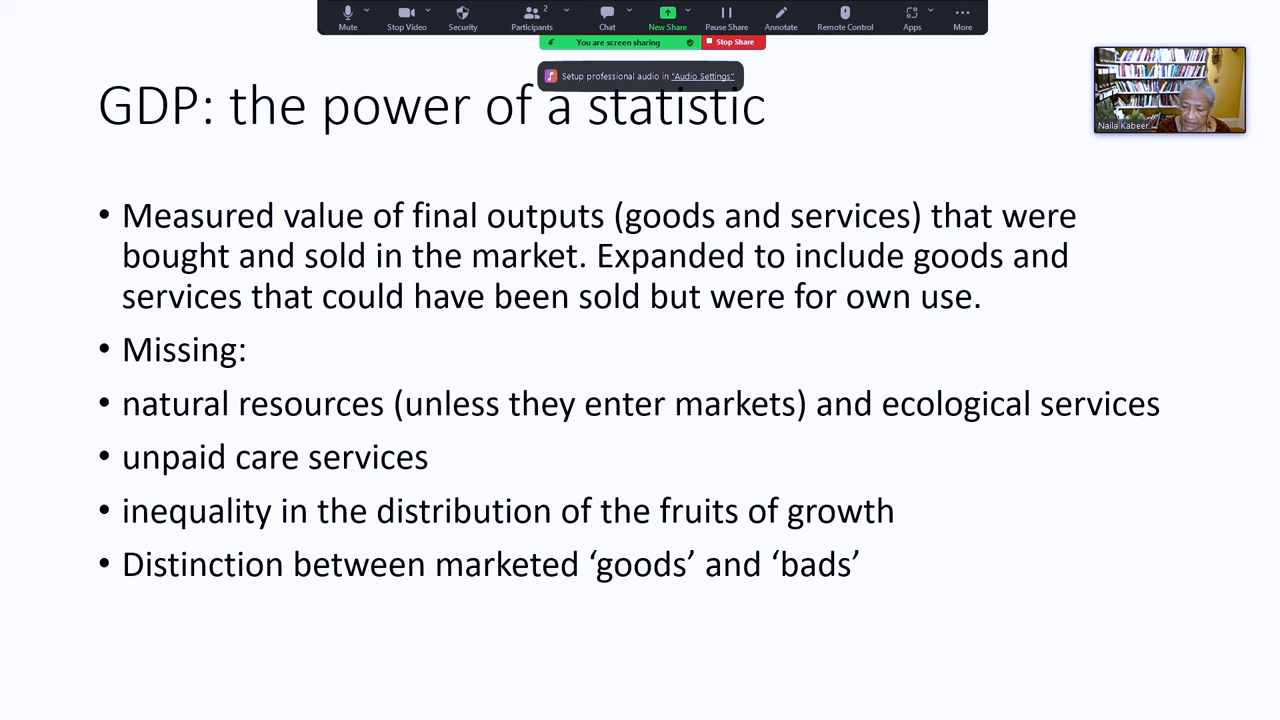 Mute
Stop Video
Security
Participants
2
Chat
New Share
Pause Share
Annotate
Remote Control
Apps
More
You are screen sharing
Stop Share
Setup professional audio in "Audio Settings"
GDP: the power of a statistic
Naila Kabeer
• Measured value of final outputs (goods and services) that were
bought and sold in the market. Expanded to include goods and
services that could have been sold but were for own use.
• Missing:
• natural resources (unless they enter markets) and ecological services
• unpaid care services
• inequality in the distribution of the fruits of growth
• Distinction between marketed ‘goods’ and ‘bads’